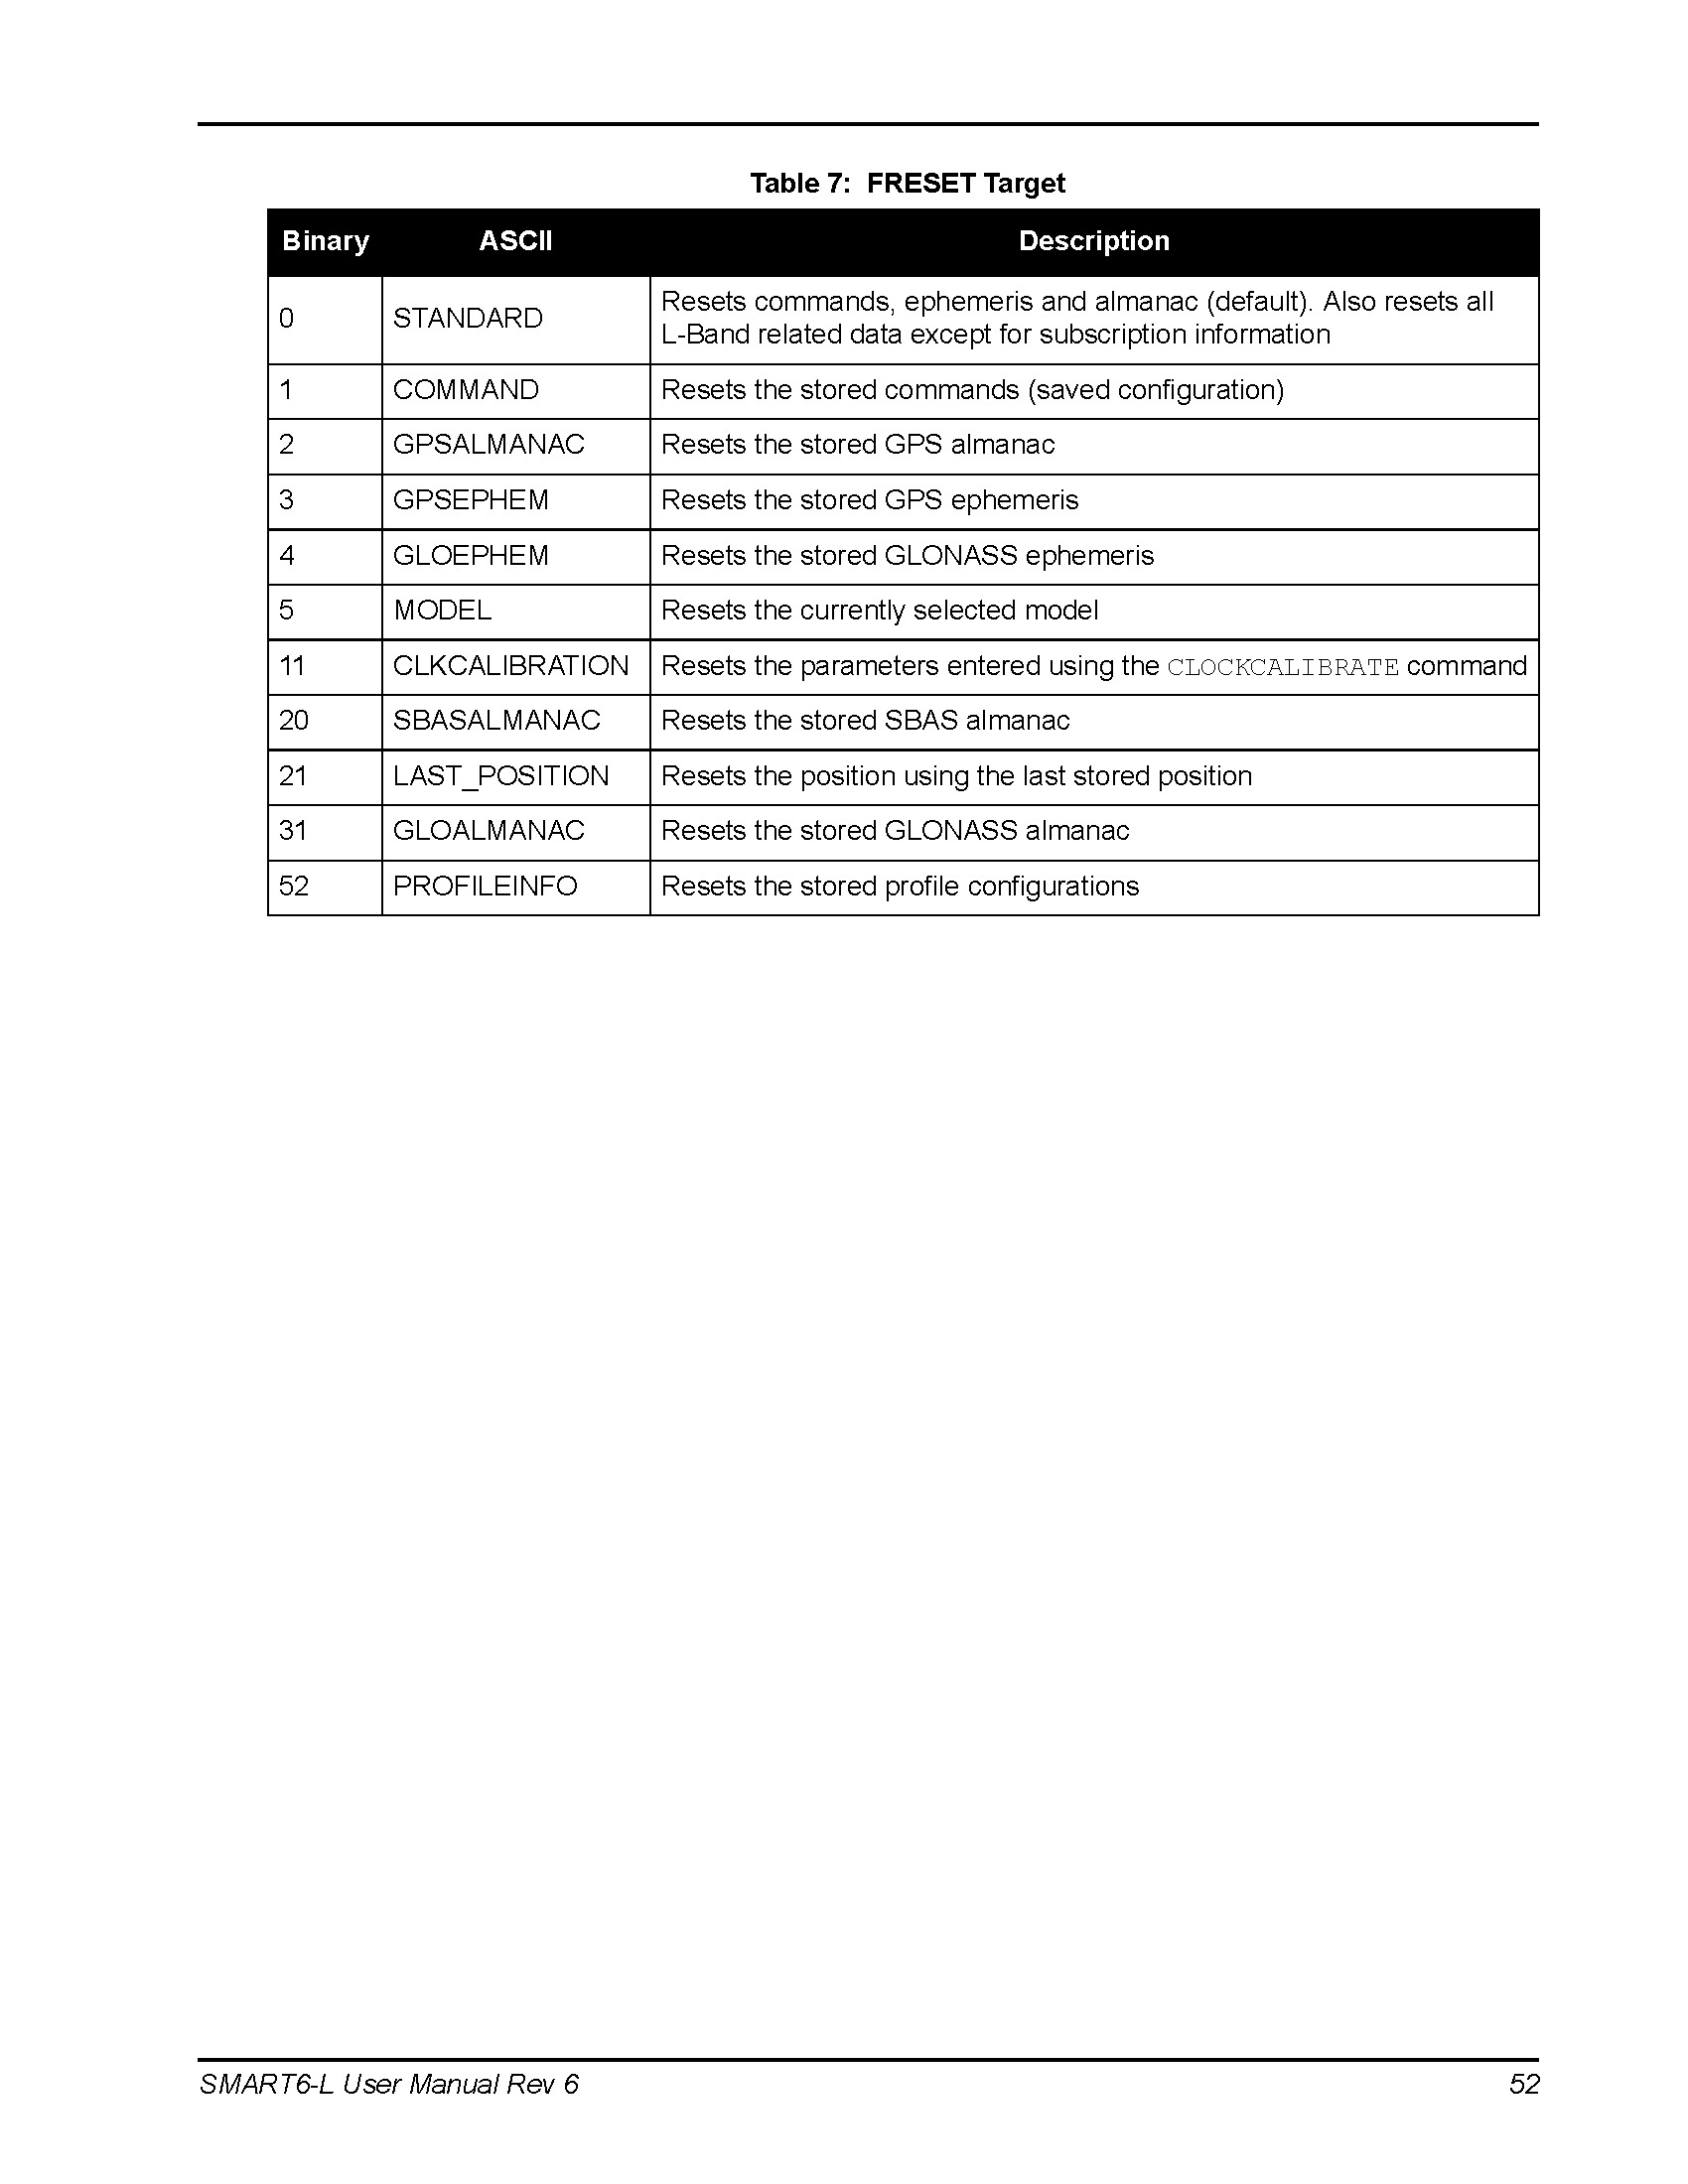 Table 7: FRESET Target
Binary ASCII Description
0 STANDARD Resets commands, ephemeris and almanac (default). Also resets all
L-Band related data except for subscription information
1 COMMAND Resets the stored commands (saved configuration)
2 GPSALMANAC Resets the stored GPS almanac
3 GPSEPHEM Resets the stored GPS ephemeris
4 GLOEPHEM Resets the stored GLONASS ephemeris
5 MODEL Resets the currently selected model
11 CLKCALIBRATION Resets the parameters entered using the CLOCKCALIBRATE command
20 SBASALMANAC Resets the stored SBAS almanac
21 LAST_POSITION Resets the position using the last stored position
31 GLOALMANAC Resets the stored GLONASS almanac
52 PROFILEINFO Resets the stored profile configurations
SMART6-L User Manual Rev 6 52